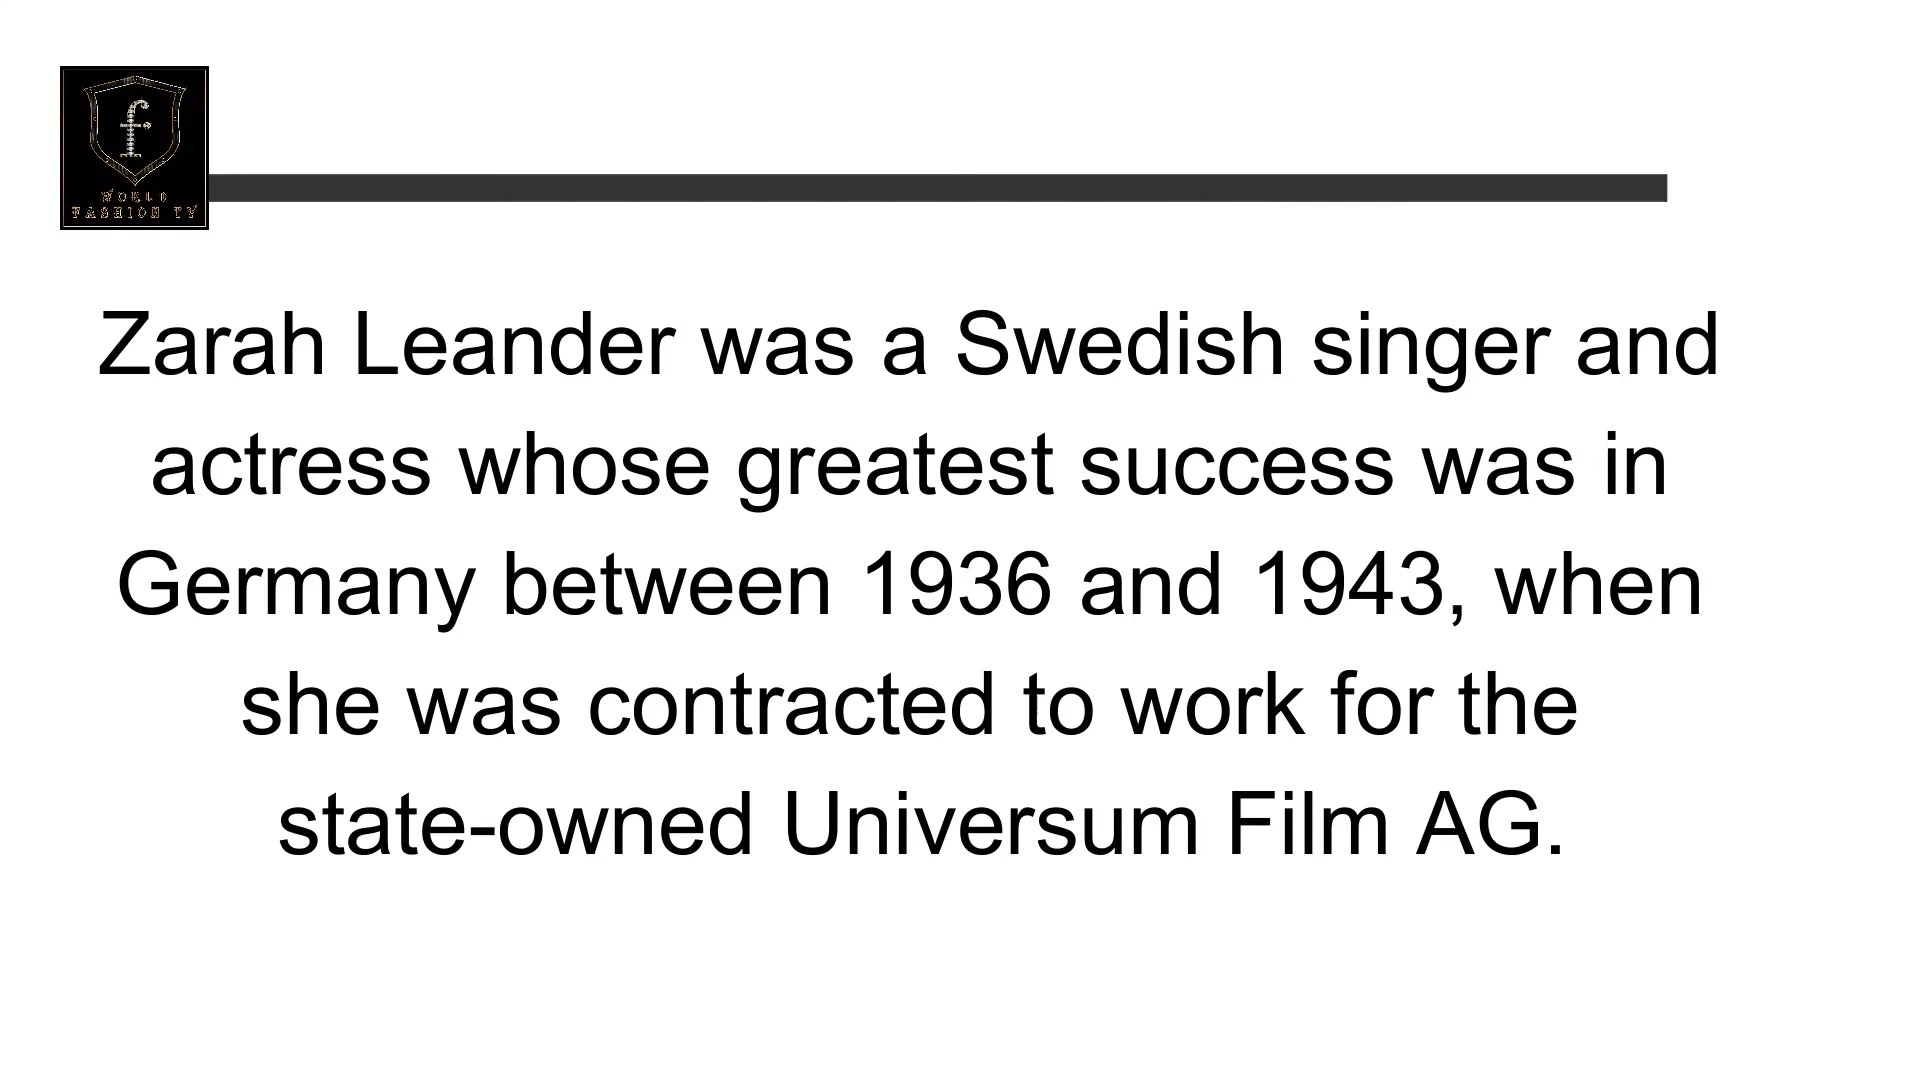 f
WORLD
FASHION TV
Zarah Leander was a Swedish singer and
actress whose greatest success was in
Germany between 1936 and 1943, when
she was contracted to work for the
state-owned Universum Film AG.